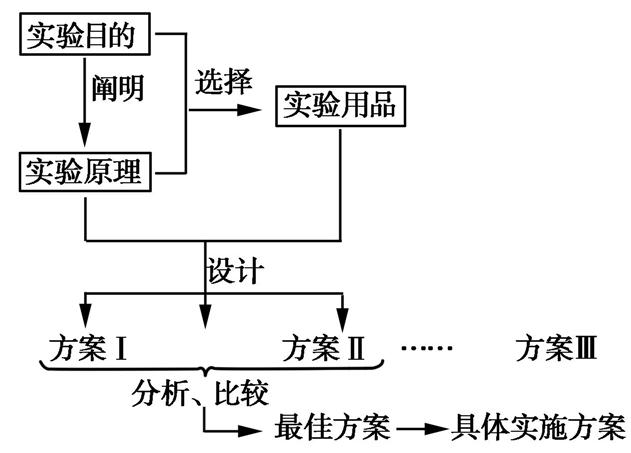 实验目的
阐明
选择
实验用品
实验原理
设计
方案Ⅰ 方案Ⅱ …… 方案Ⅲ
分析、比较
最佳方案 具体实施方案